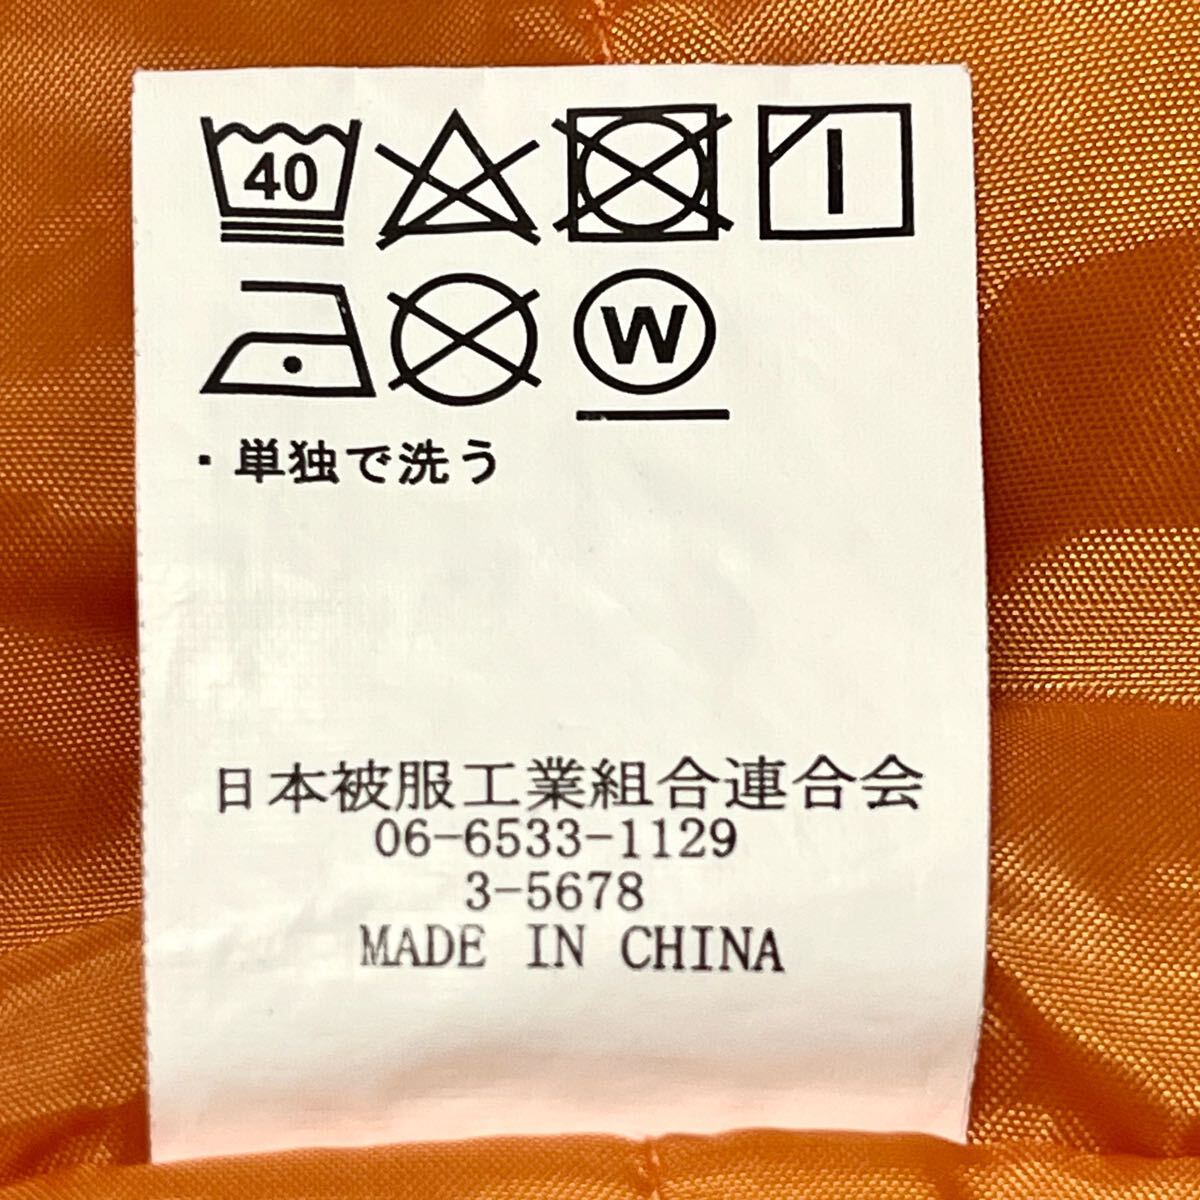 40
W
・単独で洗う
日本被服工業組合連合会
06-6533-1129
3-5678
MADE IN CHINA